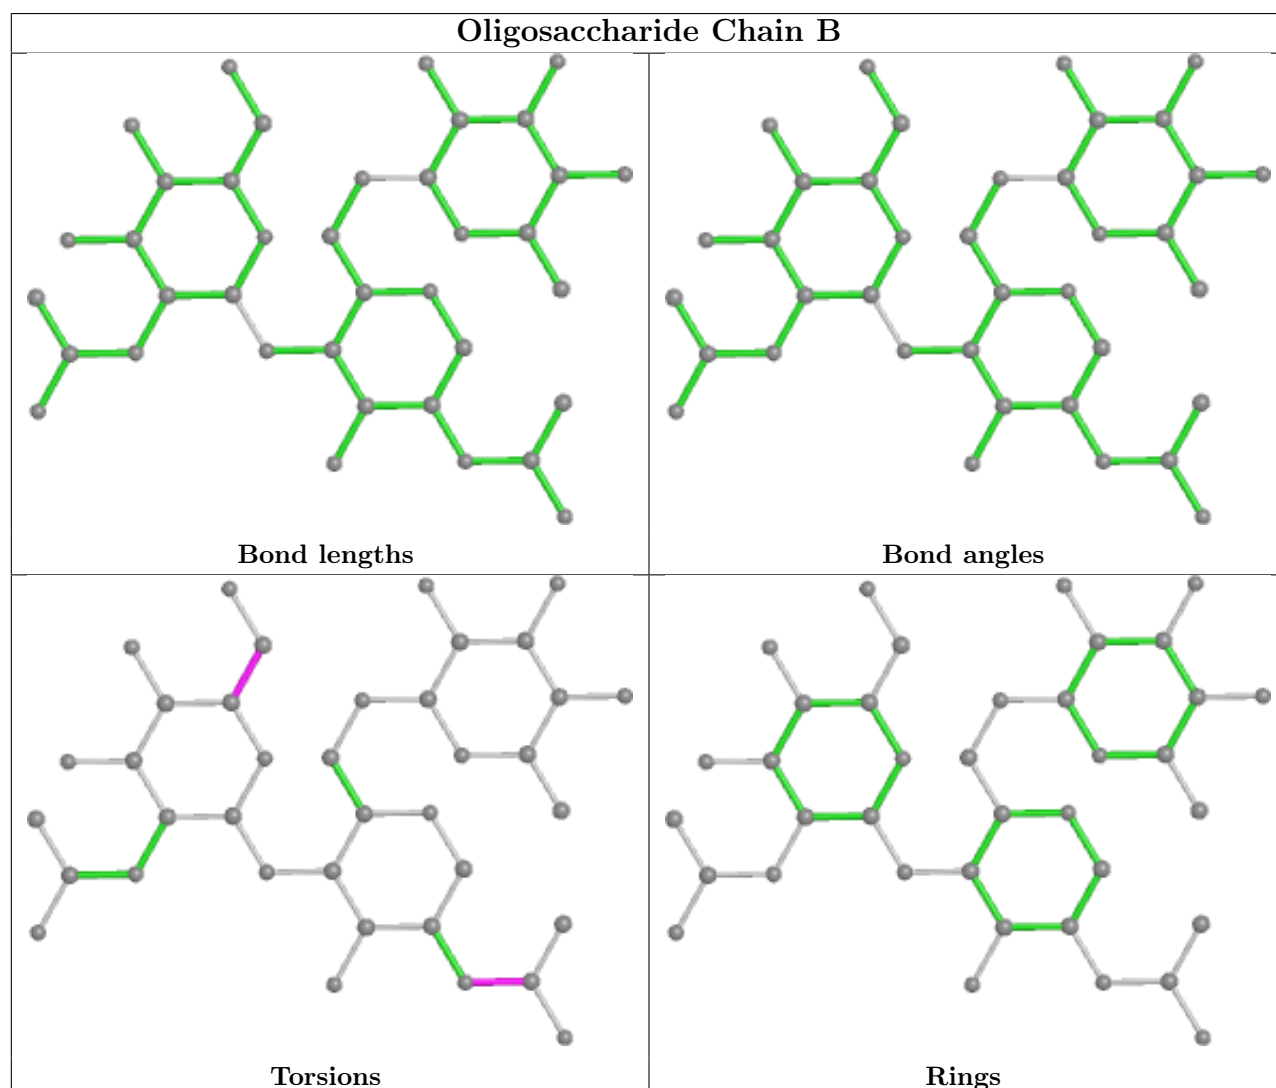 Oligosaccharide Chain B
Bond lengths
Bond angles
Torsions
Rings